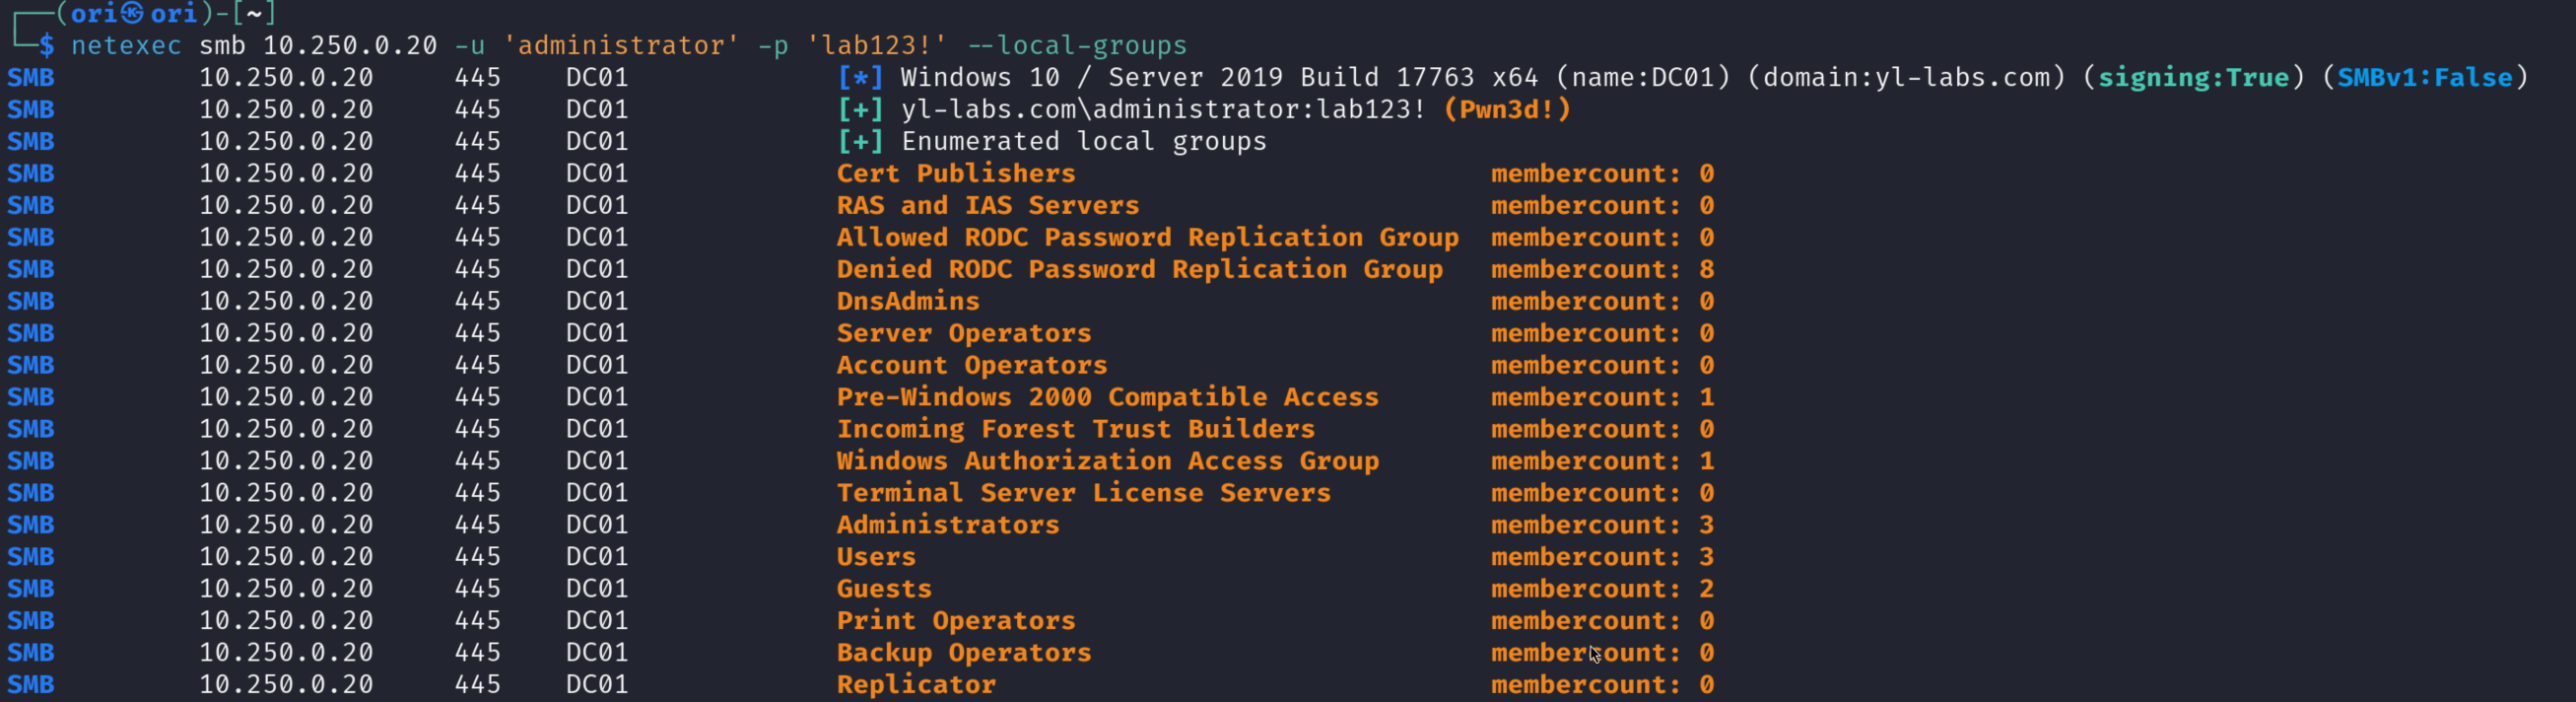 ┌──(ori㉿ori)-[~]
└─$ netexec smb 10.250.0.20 -u 'administrator' -p 'lab123!' --local-groups
SMB 10.250.0.20 445 DC01 [*] Windows 10 / Server 2019 Build 17763 x64 (name:DC01) (domain:yl-labs.com) (signing:True) (SMBv1:False)
SMB 10.250.0.20 445 DC01 [+] yl-labs.com\administrator:lab123! (Pwn3d!)
SMB 10.250.0.20 445 DC01 [+] Enumerated local groups
SMB 10.250.0.20 445 DC01 Cert Publishers membercount: 0
SMB 10.250.0.20 445 DC01 RAS and IAS Servers membercount: 0
SMB 10.250.0.20 445 DC01 Allowed RODC Password Replication Group membercount: 0
SMB 10.250.0.20 445 DC01 Denied RODC Password Replication Group membercount: 8
SMB 10.250.0.20 445 DC01 DnsAdmins membercount: 0
SMB 10.250.0.20 445 DC01 Server Operators membercount: 0
SMB 10.250.0.20 445 DC01 Account Operators membercount: 0
SMB 10.250.0.20 445 DC01 Pre-Windows 2000 Compatible Access membercount: 1
SMB 10.250.0.20 445 DC01 Incoming Forest Trust Builders membercount: 0
SMB 10.250.0.20 445 DC01 Windows Authorization Access Group membercount: 1
SMB 10.250.0.20 445 DC01 Terminal Server License Servers membercount: 0
SMB 10.250.0.20 445 DC01 Administrators membercount: 3
SMB 10.250.0.20 445 DC01 Users membercount: 3
SMB 10.250.0.20 445 DC01 Guests membercount: 2
SMB 10.250.0.20 445 DC01 Print Operators membercount: 0
SMB 10.250.0.20 445 DC01 Backup Operators membercount: 0
SMB 10.250.0.20 445 DC01 Replicator membercount: 0